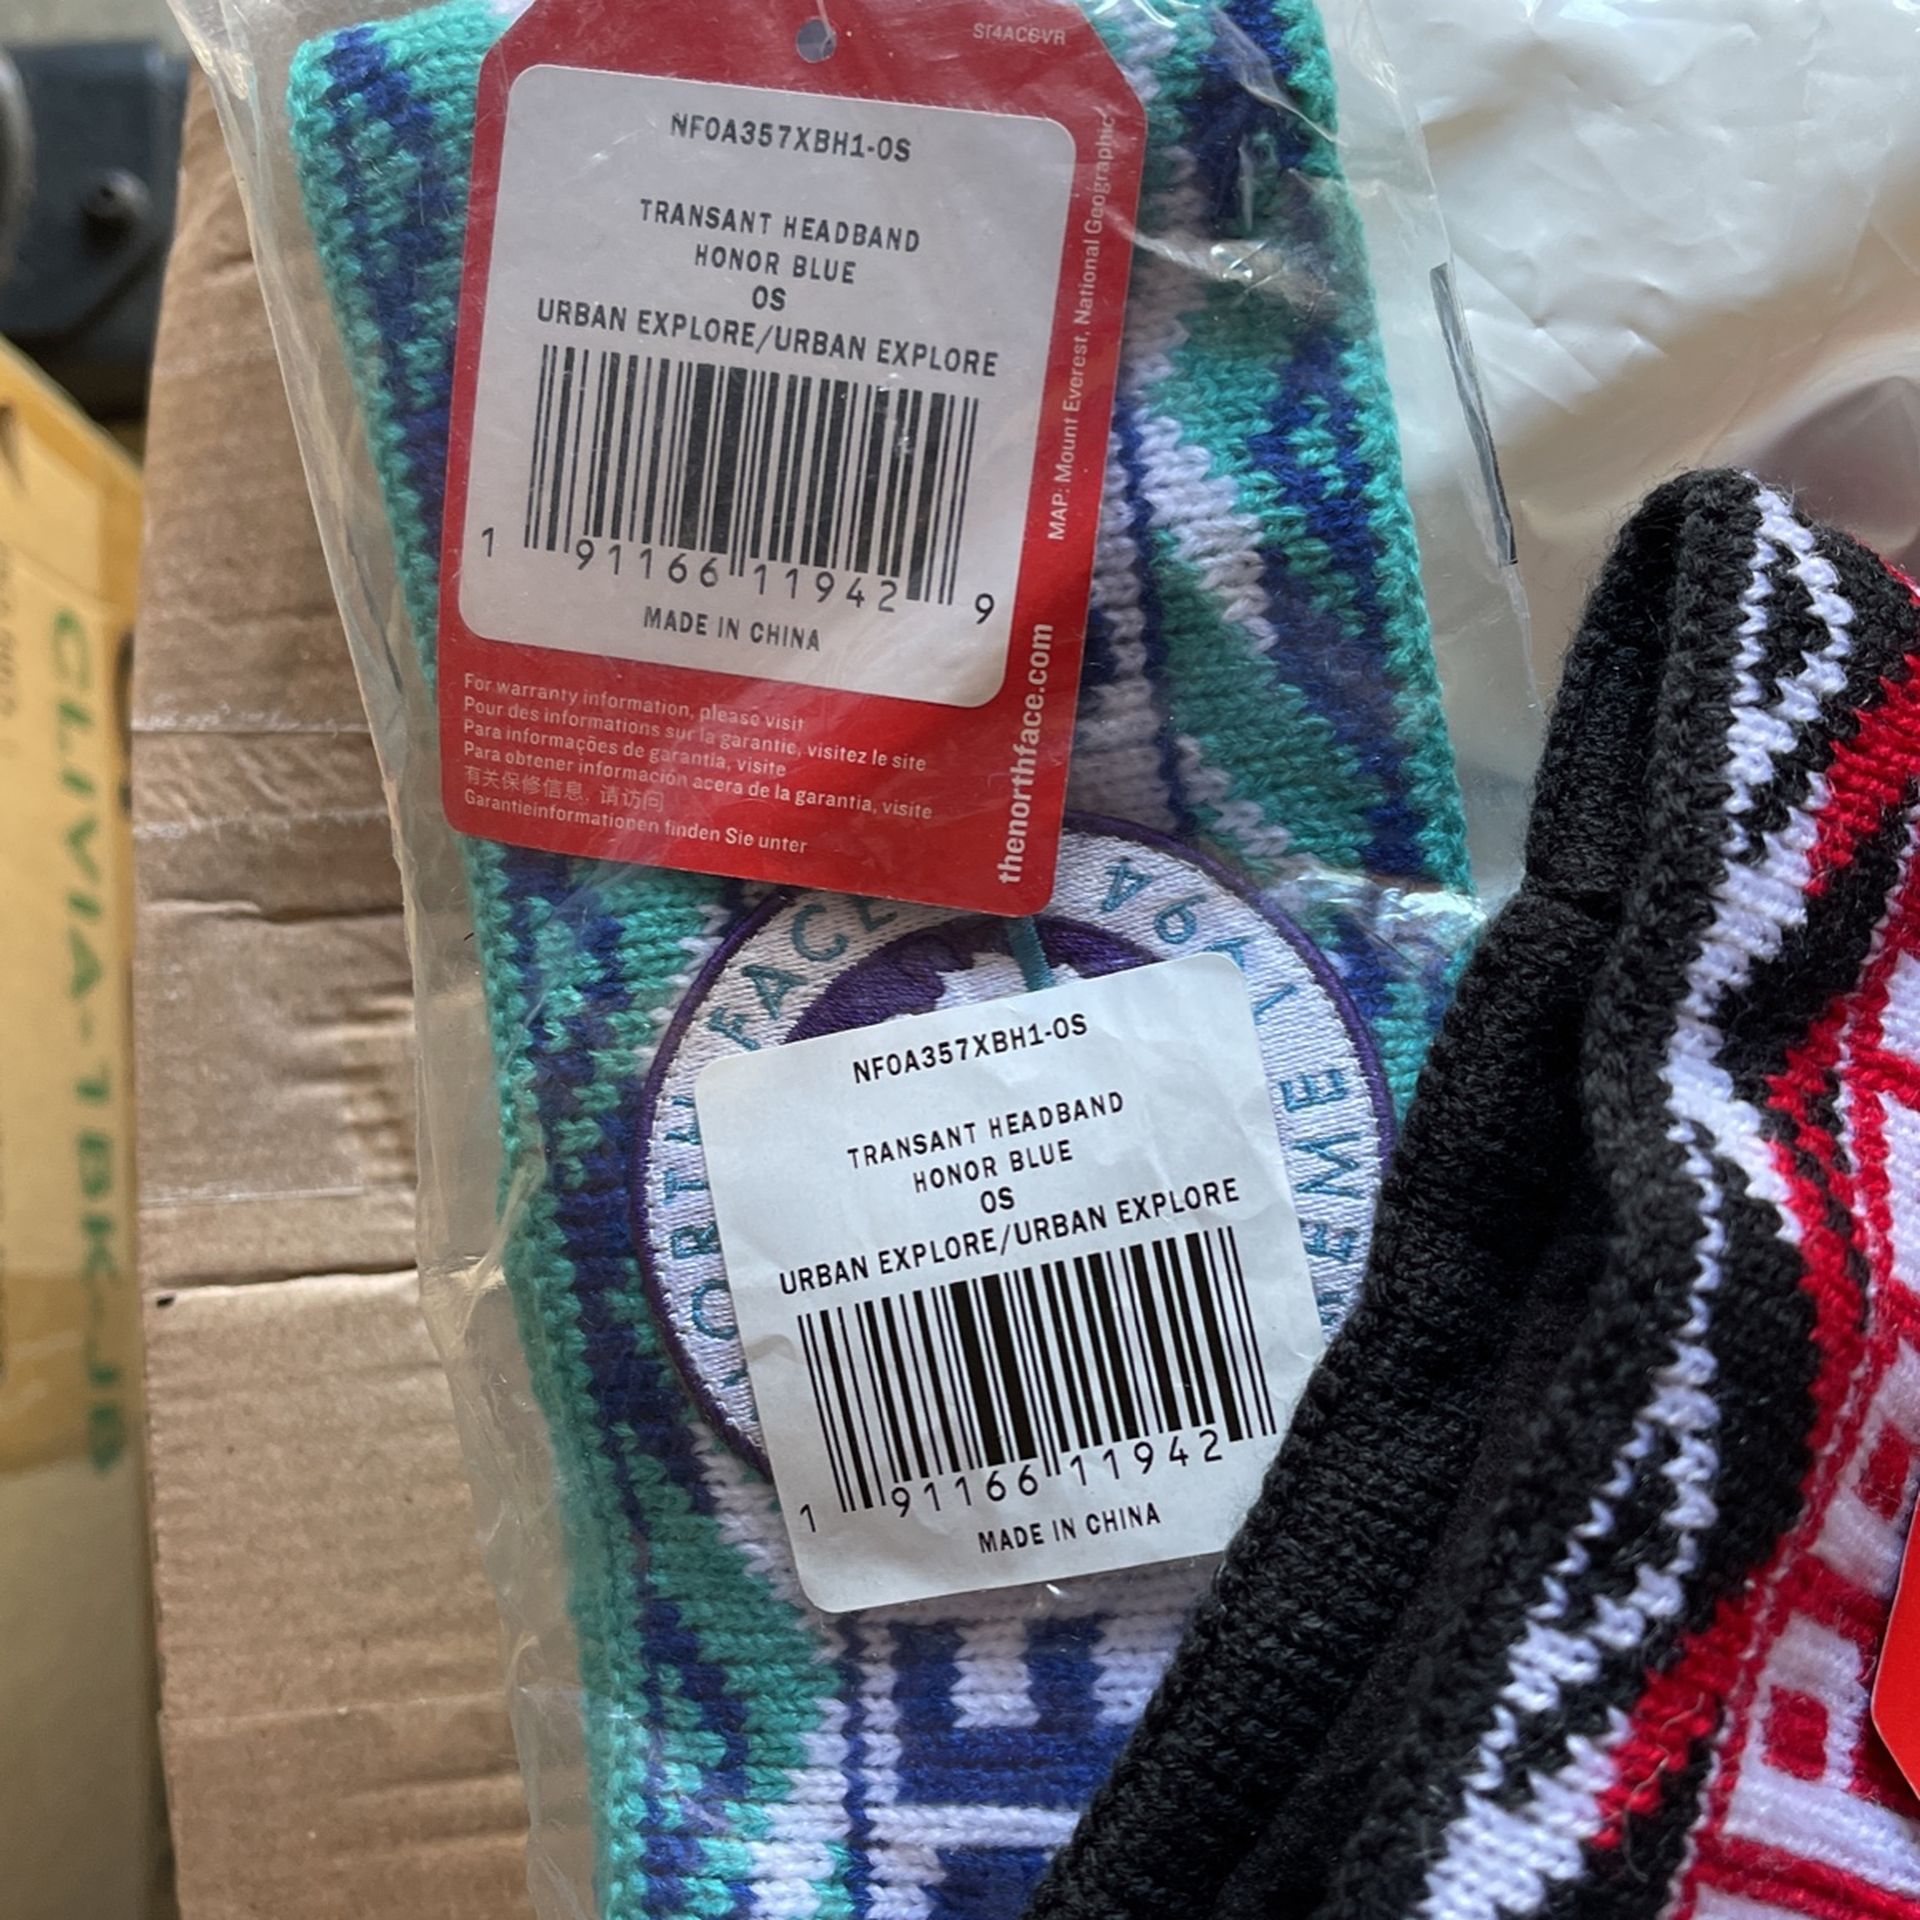 NF0A357XBH1-OS
TRANSANT HEADBAND
HONOR BLUE
OS
URBAN EXPLORE/URBAN EXPLORE
1 91166 11942 9
MADE IN CHINA
For warranty information, please visit
Pour des informations sur la garantie, visitez le site
Para informações de garantia, visite
Para obtener información acerca de la garantía, visite
有关保修信息, 请访问
Garantieinformationen finden Sie unter
thenorthface.com
MAP: Mount Everest, National Geographic
NORTH FACE
NF0A357XBH1-OS
TRANSANT HEADBAND
HONOR BLUE
OS
URBAN EXPLORE/URBAN EXPLORE
1 91166 11942
MADE IN CHINA